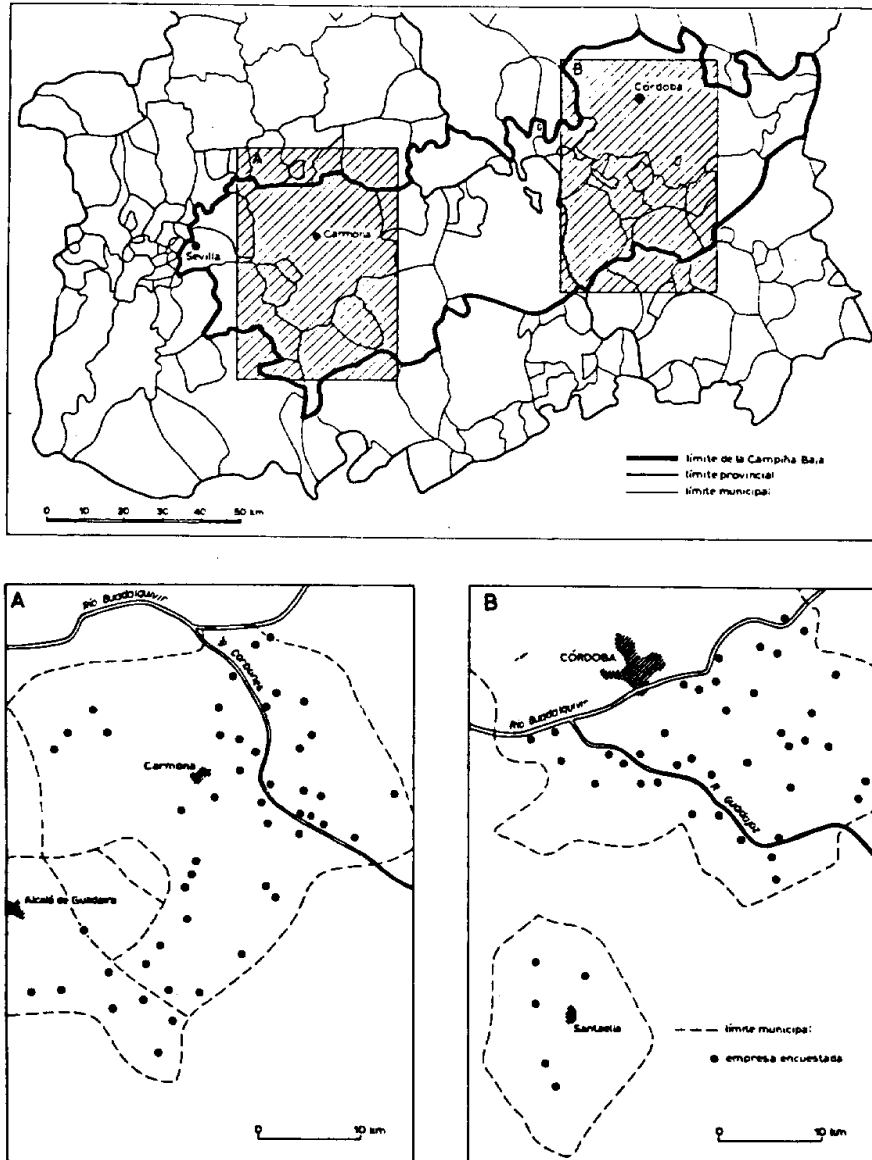 B
Córdoba
A
Carmona
Sevilla
límite de la Campiña Baja
límite provincial
límite municipal
0 10 20 30 40 50 km
A
Río Guadalquivir
R. Corbones
Carmona
Alcalá de Guadaira
0 10 km
B
CÓRDOBA
Río Guadalquivir
R. Guadajoz
Santaella
límite municipal
empresa encuestada
0 10 km